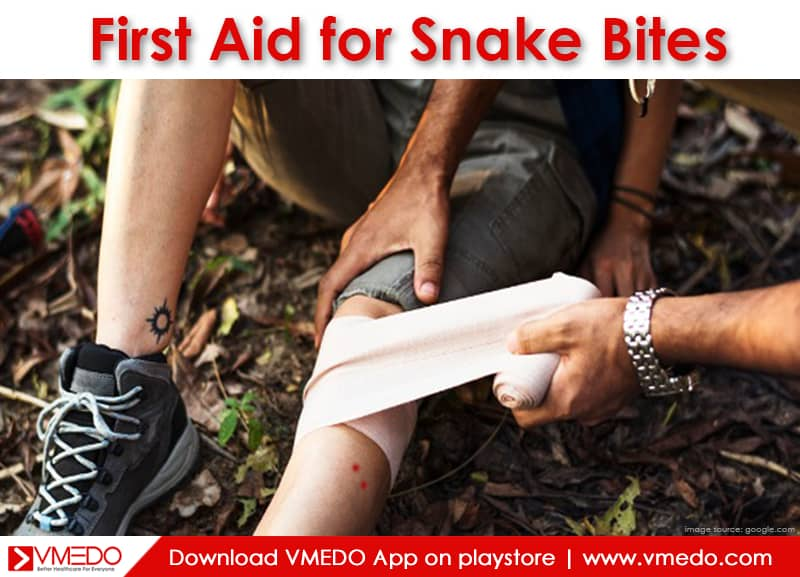 First Aid for Snake Bites
image source: google.com
VMEDO
Better Healthcare For Everyone
Download VMEDO App on playstore | www.vmedo.com